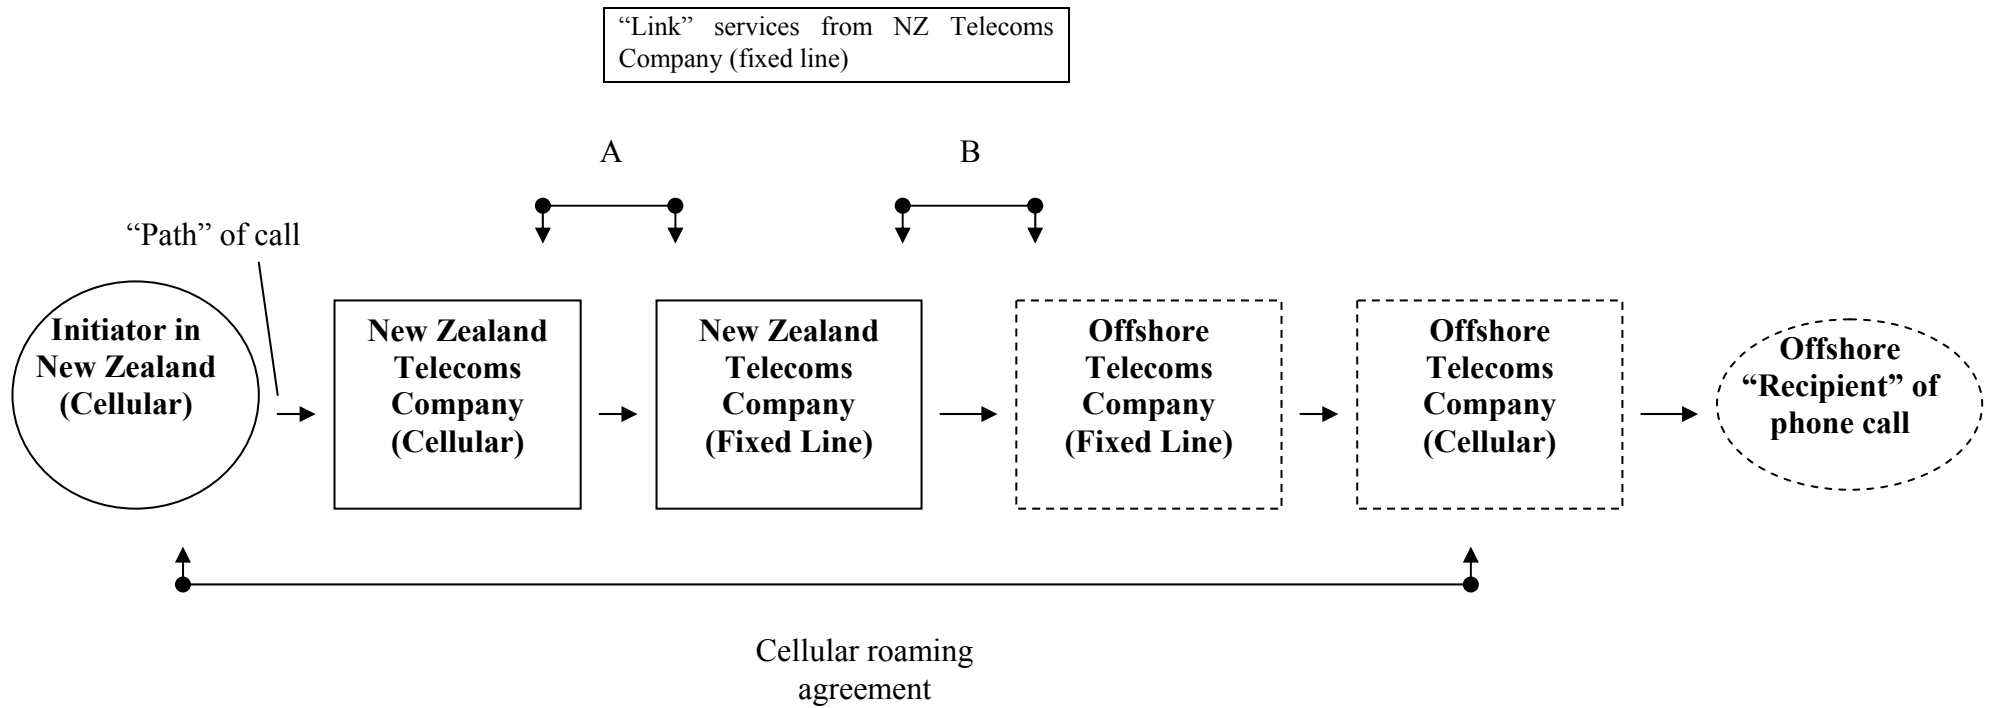 “Link” services from NZ Telecoms
Company (fixed line)
A
B
“Path” of call
Initiator in
New Zealand
(Cellular)
New Zealand
Telecoms
Company
(Cellular)
New Zealand
Telecoms
Company
(Fixed Line)
Offshore
Telecoms
Company
(Fixed Line)
Offshore
Telecoms
Company
(Cellular)
Offshore
“Recipient” of
phone call
Cellular roaming
agreement